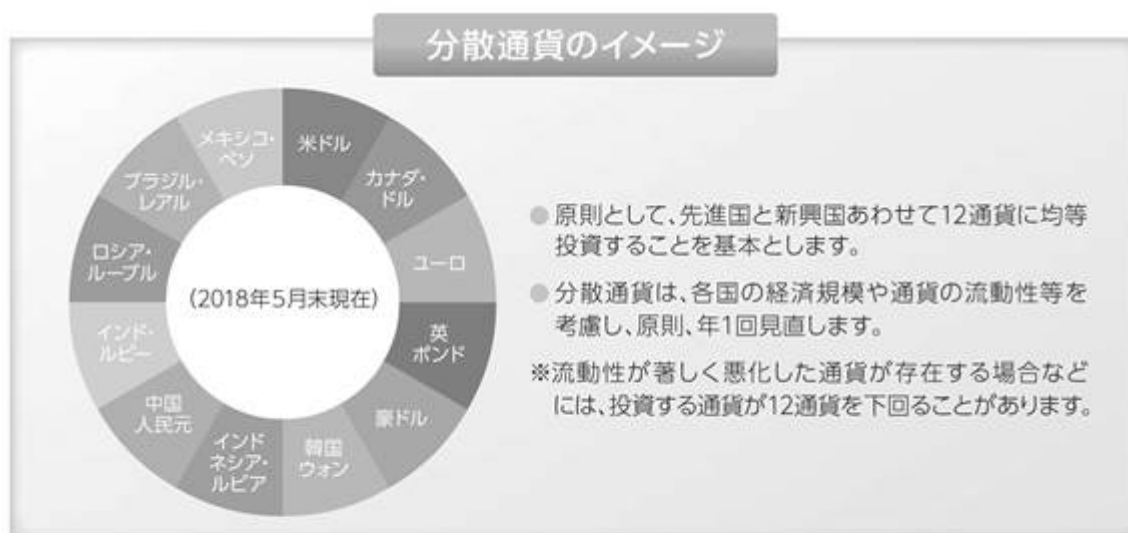 分散通貨のイメージ
米ドル
カナダ・
ドル
ユーロ
英
ポンド
豪ドル
韓国
ウォン
インド
ネシア・
ルピア
中国
人民元
インド・
ルピー
ロシア・
ルーブル
ブラジル・
レアル
メキシコ・
ペソ
(2018年5月末現在)
●原則として、先進国と新興国あわせて12通貨に均等
投資することを基本とします。
●分散通貨は、各国の経済規模や通貨の流動性等を
考慮し、原則、年1回見直します。
※流動性が著しく悪化した通貨が存在する場合など
には、投資する通貨が12通貨を下回ることがあります。